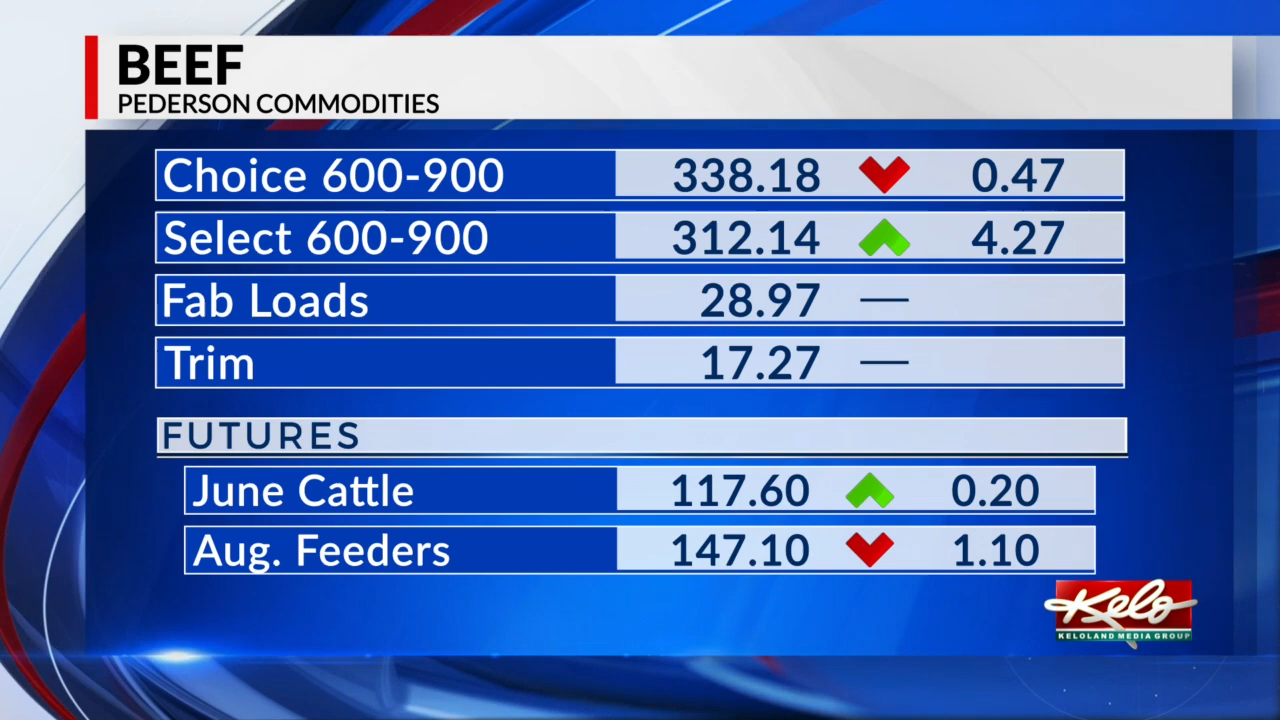 BEEF
PEDERSON COMMODITIES
Choice 600-900 338.18 0.47
Select 600-900 312.14 4.27
Fab Loads 28.97 —
Trim 17.27 —
FUTURES
June Cattle 117.60 0.20
Aug. Feeders 147.10 1.10
Kelo
KELOLAND MEDIA GROUP